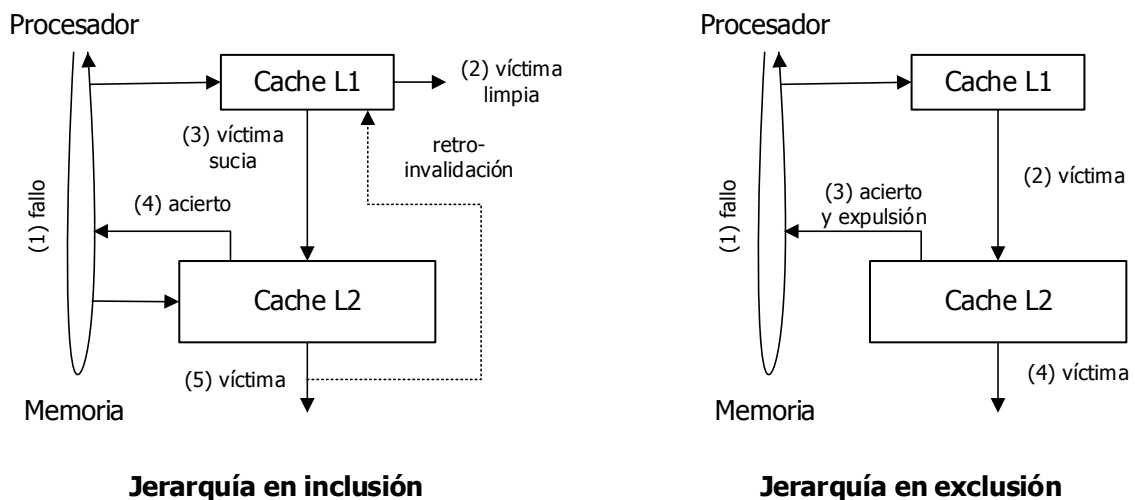 Procesador
Cache L1
(2) víctima
limpia
(3) víctima
sucia
retro-
invalidación
(1) fallo
(4) acierto
Cache L2
(5) víctima
Memoria
Jerarquía en inclusión
Procesador
Cache L1
(2) víctima
(1) fallo
(3) acierto
y expulsión
Cache L2
(4) víctima
Memoria
Jerarquía en exclusión